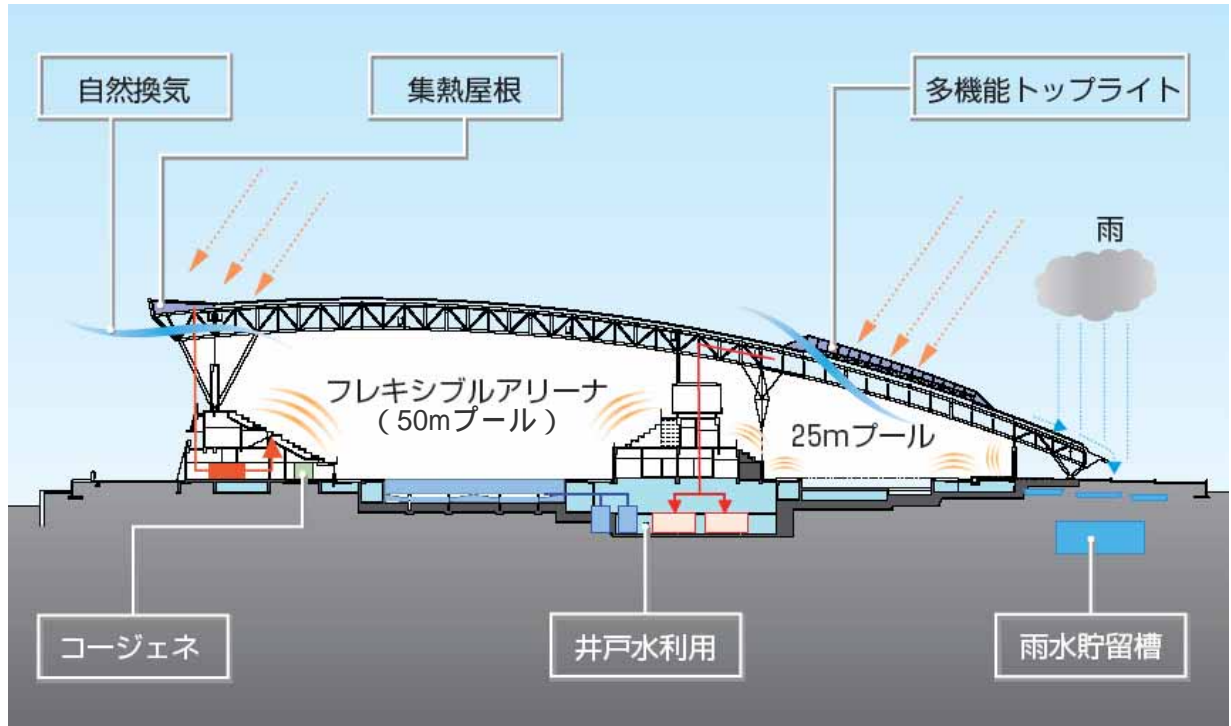 自然換気
集熱屋根
多機能トップライト
雨
フレキシブルアリーナ
(50mプール)
25mプール
コージェネ
井戸水利用
雨水貯留槽